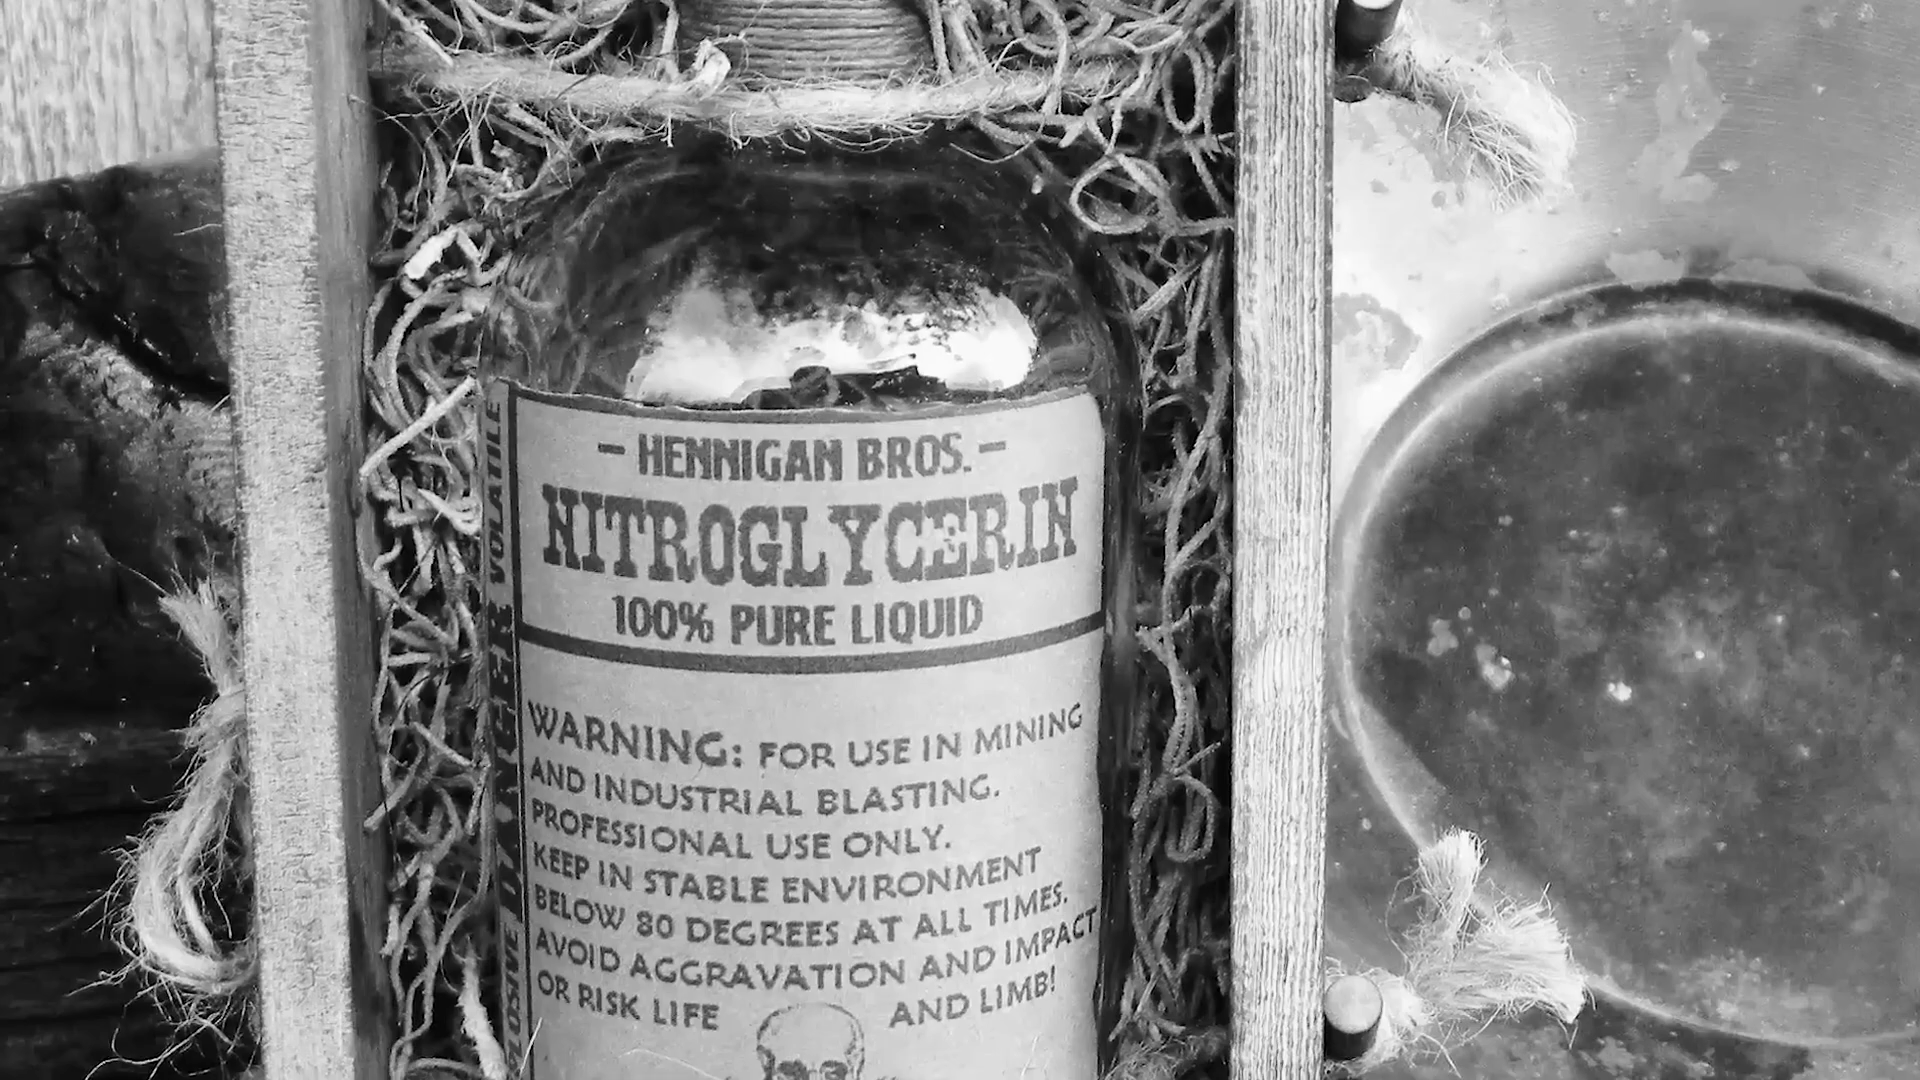 - HENNIGAN BROS. -
NITROGLYCERIN
100% PURE LIQUID
WARNING: FOR USE IN MINING
AND INDUSTRIAL BLASTING.
PROFESSIONAL USE ONLY.
KEEP IN STABLE ENVIRONMENT
BELOW 80 DEGREES AT ALL TIMES.
AVOID AGGRAVATION AND IMPACT
OR RISK LIFE AND LIMB!
DANGER VOLATILE